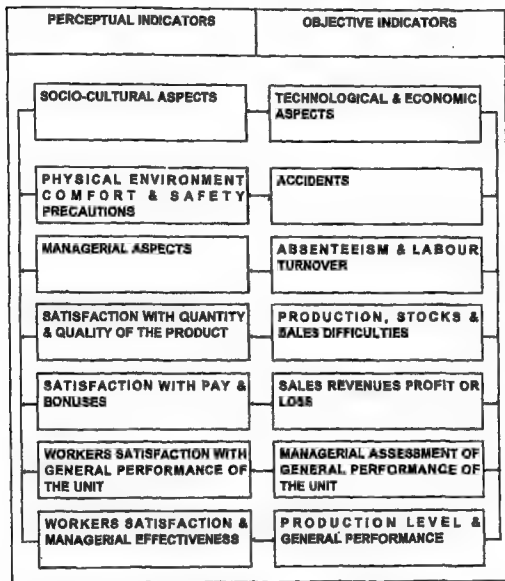 PERCEPTUAL INDICATORS
OBJECTIVE INDICATORS
SOCIO-CULTURAL ASPECTS
TECHNOLOGICAL & ECONOMIC
ASPECTS
PHYSICAL ENVIRONMENT
COMFORT & SAFETY
PRECAUTIONS
ACCIDENTS
MANAGERIAL ASPECTS
ABSENTEEISM & LABOUR
TURNOVER
SATISFACTION WITH QUANTITY
& QUALITY OF THE PRODUCT
PRODUCTION, STOCKS &
SALES DIFFICULTIES
SATISFACTION WITH PAY &
BONUSES
SALES REVENUES PROFIT OR
LOSS
WORKERS SATISFACTION WITH
GENERAL PERFORMANCE OF
THE UNIT
MANAGERIAL ASSESSMENT OF
GENERAL PERFORMANCE OF
THE UNIT
WORKERS SATISFACTION &
MANAGERIAL EFFECTIVENESS
PRODUCTION LEVEL &
GENERAL PERFORMANCE